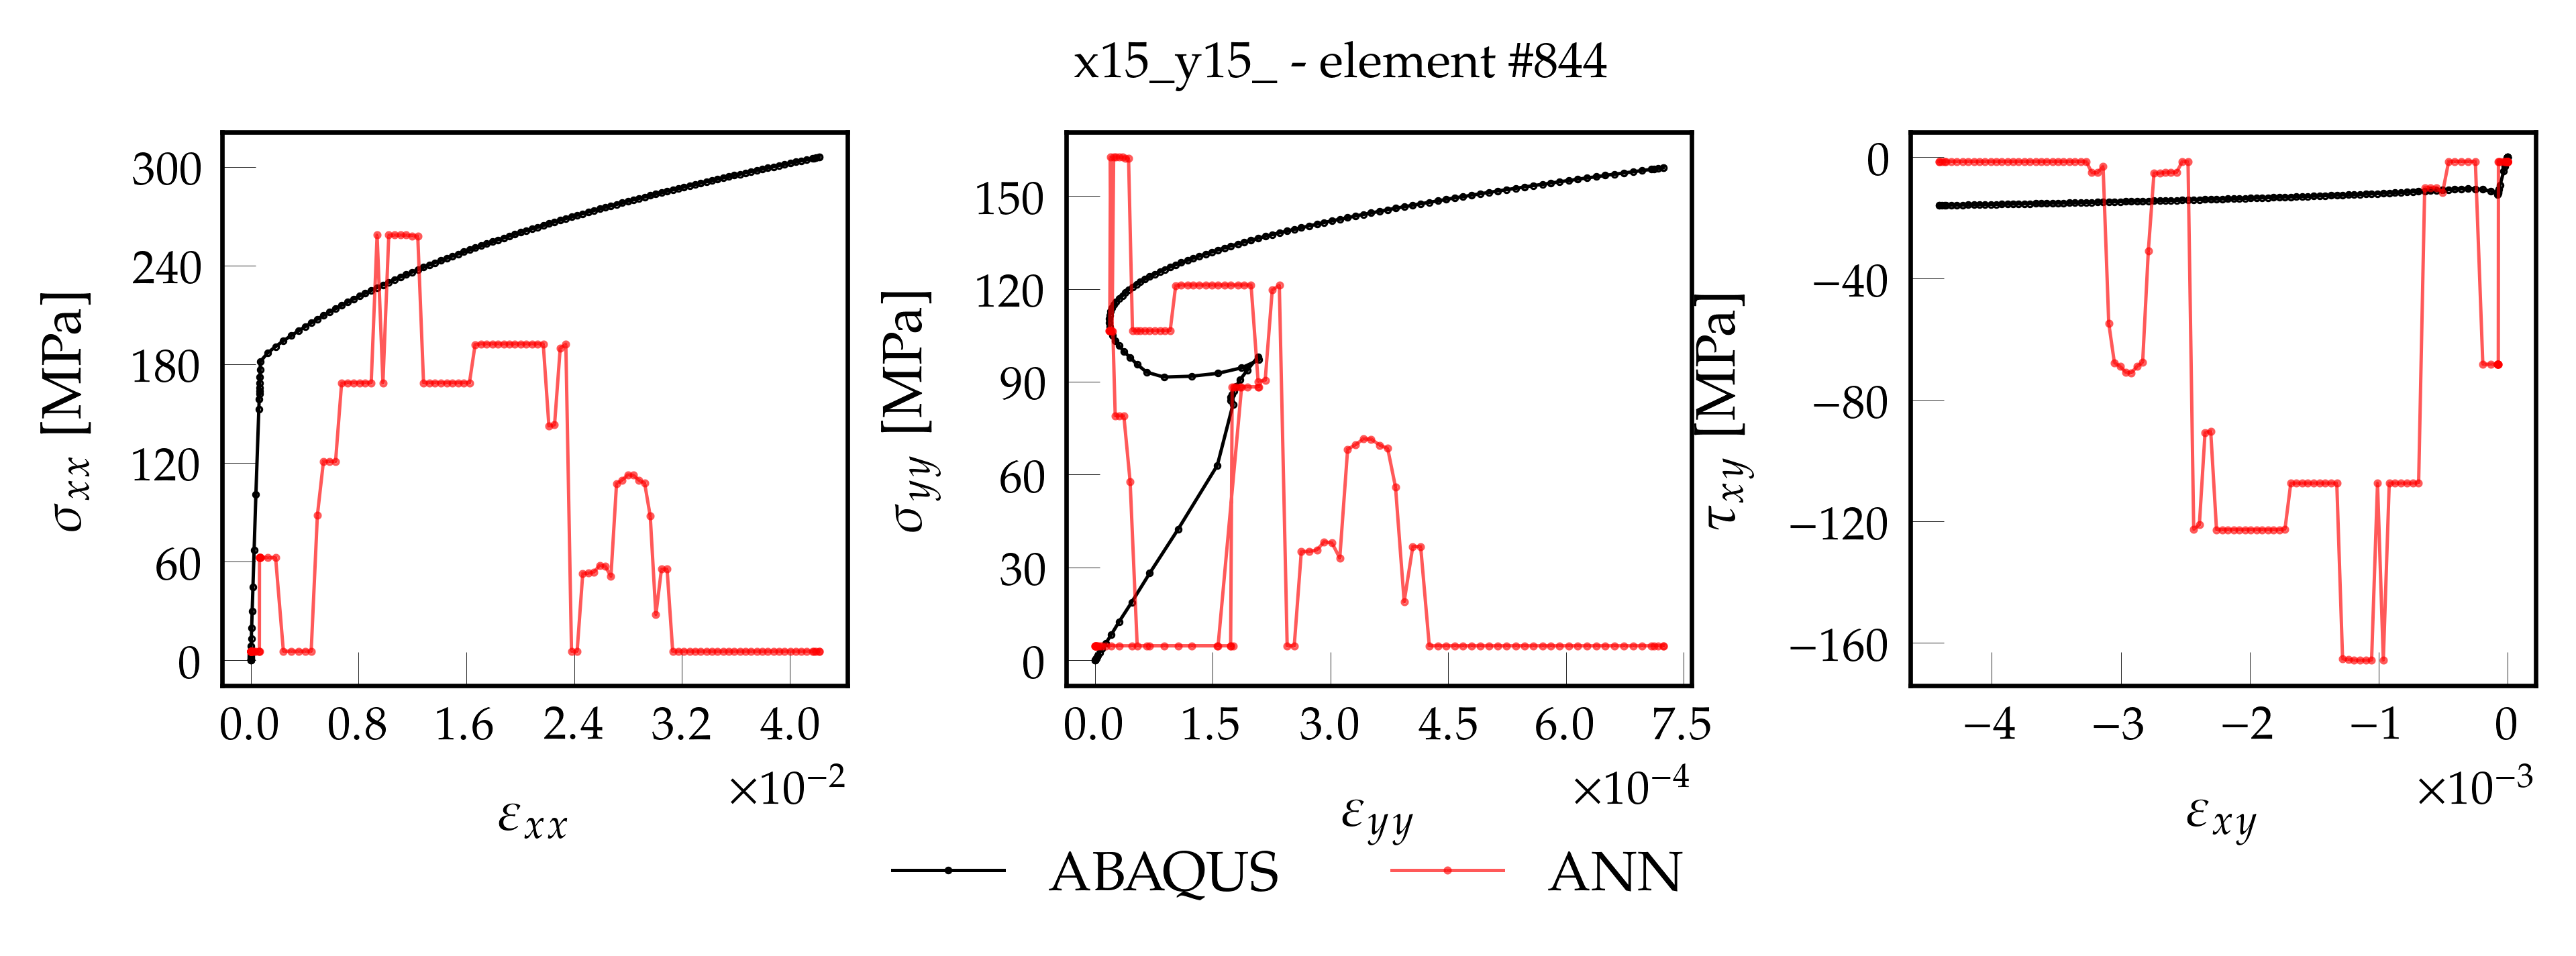 x15_y15_ - element #844
σxx [MPa]
300
240
180
120
60
0
0.0 0.8 1.6 2.4 3.2 4.0
×10−2
εxx
σyy [MPa]
150
120
90
60
30
0
0.0 1.5 3.0 4.5 6.0 7.5
×10−4
εyy
τxy [MPa]
0
−40
−80
−120
−160
−4 −3 −2 −1 0
×10−3
εxy
ABAQUS ANN